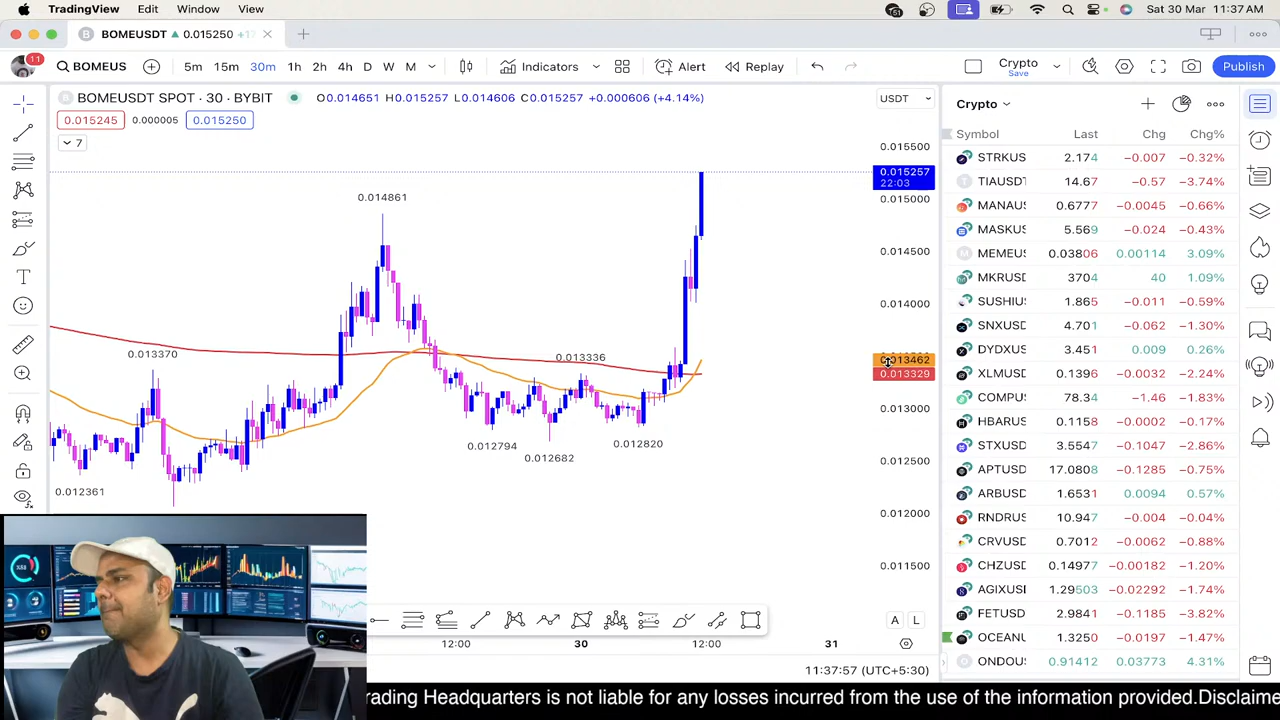 TradingView Edit Window View
Sat 30 Mar 11:37 AM
BOMEUSDT 0.015250
11
BOMEUS
5m 15m 30m 1h 2h 4h D W M
Indicators
Alert
Replay
Crypto
Save
Publish
BOMEUSDT SPOT · 30 · BYBIT
O0.014651 H0.015257 L0.014606 C0.015257 +0.000606 (+4.14%)
USDT
0.015245 0.000005 0.015250
7
0.015500
0.015257
22:03
0.015000
0.014500
0.014000
0.013462
0.013329
0.013000
0.012500
0.012000
0.011500
0.014861
0.013370
0.013336
0.012794
0.012682
0.012820
0.012361
12:00 30 12:00 31
A L
11:37:57 (UTC+5:30)
Crypto
Symbol Last Chg Chg%
STRKUS 2.174 −0.007 −0.32%
TIAUSDT 14.67 −0.57 −3.74%
MANAUS 0.6777 −0.0045 −0.66%
MASKUS 5.569 −0.024 −0.43%
MEMEUS 0.03806 0.00114 3.09%
MKRUSD 3704 40 1.09%
SUSHIUS 1.865 −0.011 −0.59%
SNXUSD 4.701 −0.062 −1.30%
DYDXUS 3.451 0.009 0.26%
XLMUSD 0.1396 −0.0032 −2.24%
COMPUS 78.34 −1.46 −1.83%
HBARUS 0.1158 −0.0002 −0.17%
STXUSD 3.5547 −0.1047 −2.86%
APTUSD 17.0808 −0.1285 −0.75%
ARBUSD 1.6531 0.0094 0.57%
RNDRUS 10.947 −0.004 −0.04%
CRVUSD 0.7012 −0.0062 −0.88%
CHZUSD 0.14977 −0.00182 −1.20%
AGIXUSD 1.29503 −0.02292 −1.74%
FETUSD 2.9841 −0.1185 −3.82%
OCEANU 1.3250 −0.0197 −1.47%
ONDOUS 0.91412 0.03773 4.31%
rading Headquarters is not liable for any losses incurred from the use of the information provided.Disclaime